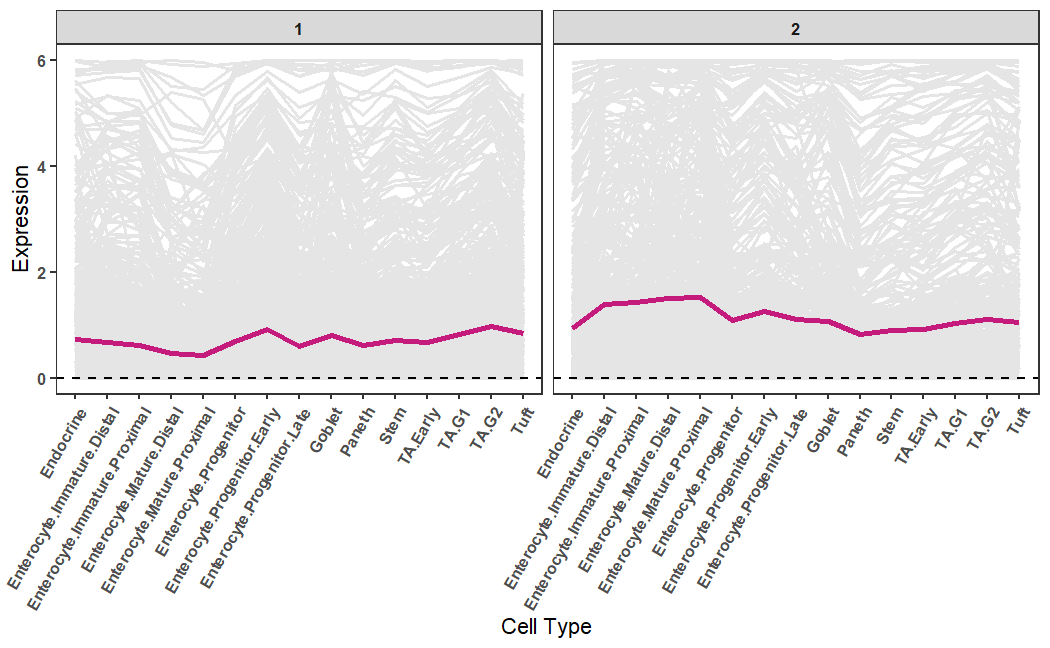 1
2
Expression
6
4
2
0
Endocrine
Enterocyte.Immature.Distal
Enterocyte.Immature.Proximal
Enterocyte.Mature.Distal
Enterocyte.Mature.Proximal
Enterocyte.Progenitor
Enterocyte.Progenitor.Early
Enterocyte.Progenitor.Late
Goblet
Paneth
Stem
TA.Early
TA.G1
TA.G2
Tuft
Endocrine
Enterocyte.Immature.Distal
Enterocyte.Immature.Proximal
Enterocyte.Mature.Distal
Enterocyte.Mature.Proximal
Enterocyte.Progenitor
Enterocyte.Progenitor.Early
Enterocyte.Progenitor.Late
Goblet
Paneth
Stem
TA.Early
TA.G1
TA.G2
Tuft
Cell Type